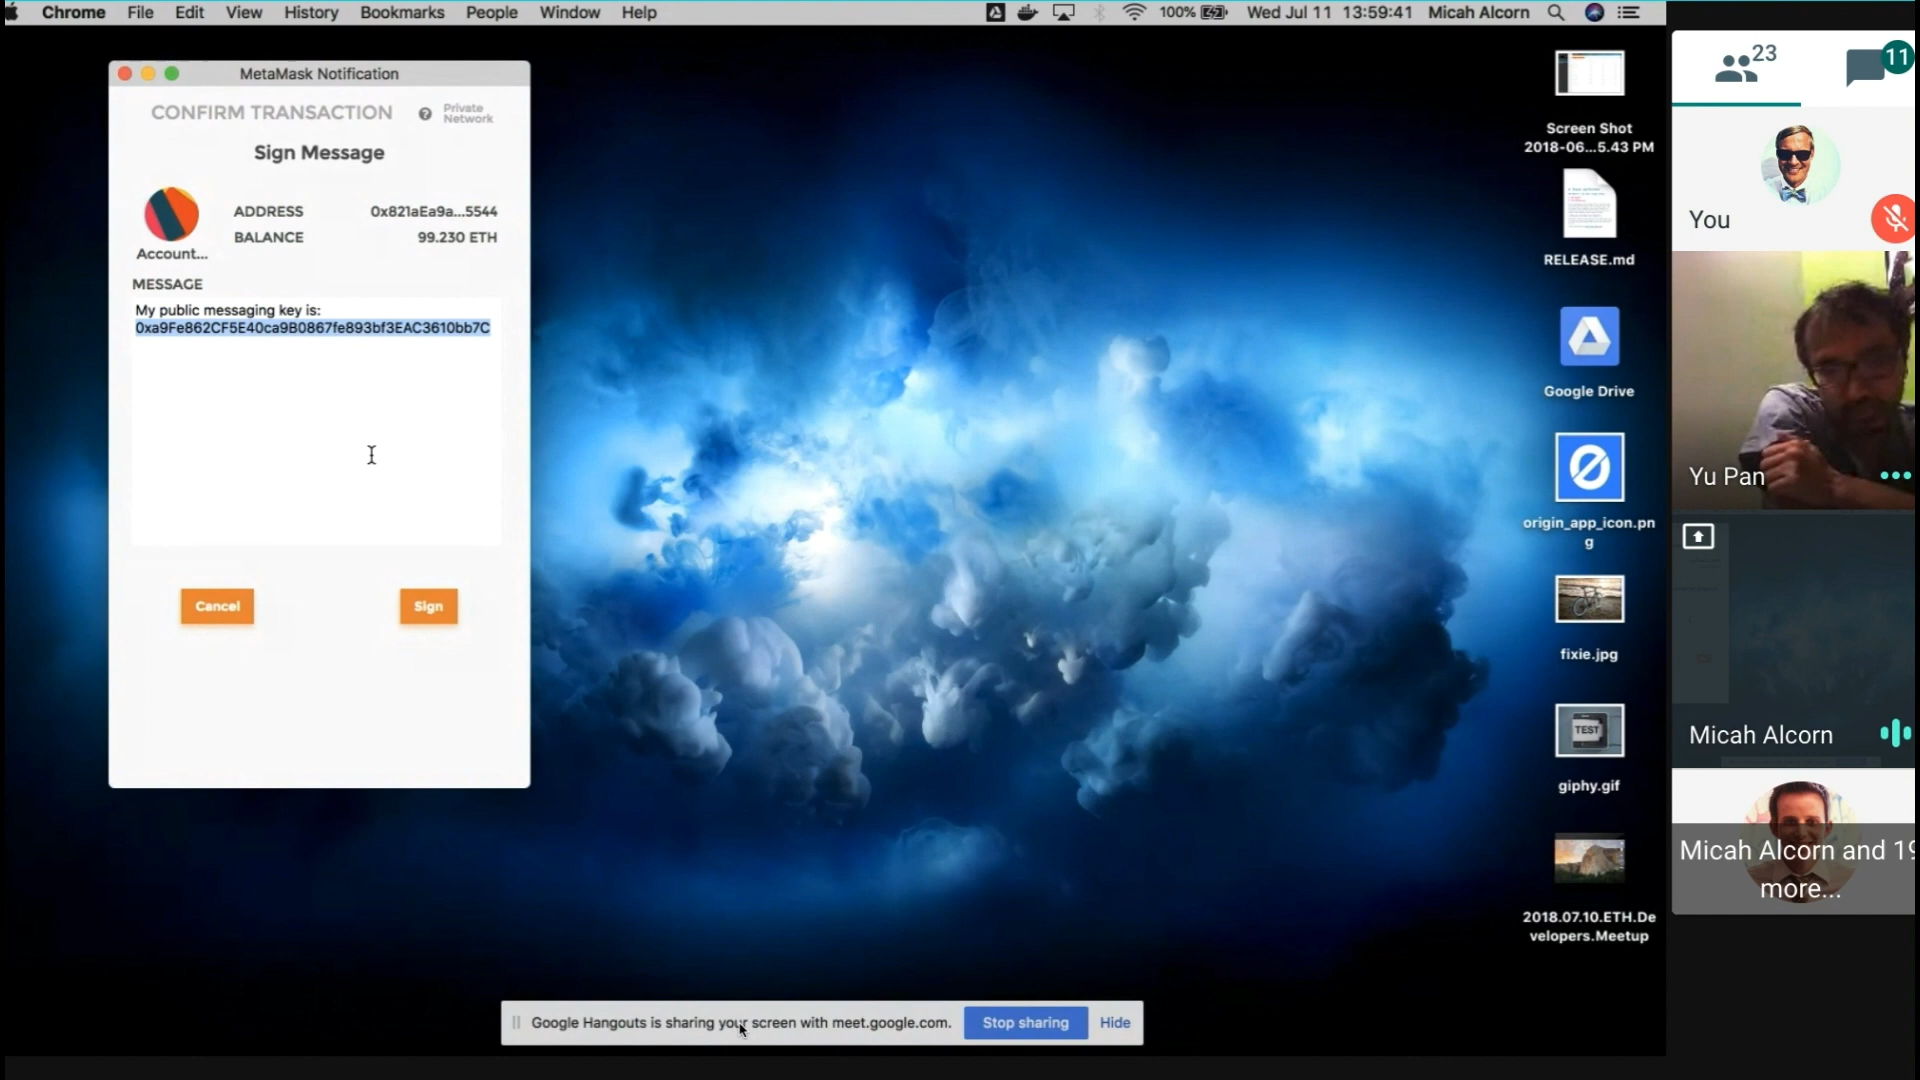 Chrome File Edit View History Bookmarks People Window Help 100% Wed Jul 11 13:59:41 Micah Alcorn
MetaMask Notification
CONFIRM TRANSACTION
Private
Network
Sign Message
ADDRESS 0x821aEa9a...5544
BALANCE 99.230 ETH
Account...
MESSAGE
My public messaging key is:
0xa9Fe862CF5E40ca9B0867fe893bf3EAC3610bb7C
Cancel Sign
Screen Shot
2018-06...5.43 PM
RELEASE.md
Google Drive
origin_app_icon.pn
g
fixie.jpg
TEST
giphy.gif
2018.07.10.ETH.De
velopers.Meetup
Google Hangouts is sharing your screen with meet.google.com. Stop sharing Hide
23
11
You
Yu Pan
Micah Alcorn
Micah Alcorn and 19
more...